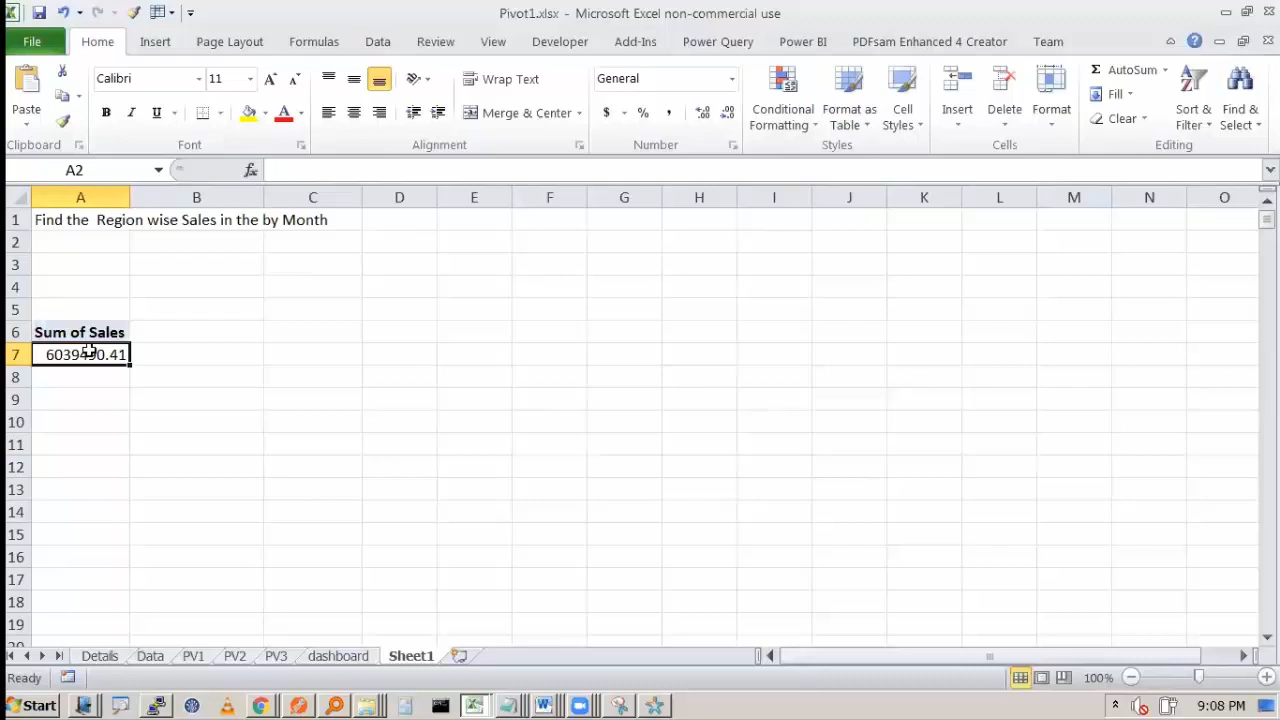 Pivot1.xlsx - Microsoft Excel non-commercial use
File Home Insert Page Layout Formulas Data Review View Developer Add-Ins Power Query Power BI PDFsam Enhanced 4 Creator Team
Calibri 11 Wrap Text General AutoSum
Paste Conditional Formatting Format as Table Cell Styles Insert Delete Format Fill Sort & Filter Find & Select
B I U A Merge & Center $ % , Clear
Clipboard Font Alignment Number Styles Cells Editing
A2 fx
A B C D E F G H I J K L M N O
1 Find the Region wise Sales in the by Month
2
3
4
5
6 Sum of Sales
7
8
9
10
11
12
13
14
15
16
17
18
19
Details Data PV1 PV2 PV3 dashboard Sheet1
Ready 100%
Start 9:08 PM